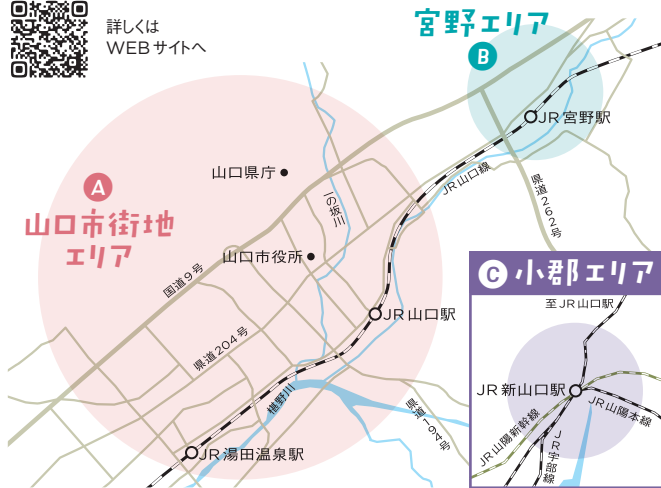 詳しくは
WEBサイトへ
宮野エリア
B
JR宮野駅
山口県庁
A
山口市街地
エリア
一の坂川
JR山口線
県道262号
山口市役所
国道9号
C 小郡エリア
至JR山口駅
JR山口駅
県道204号
JR新山口駅
椹野川
県道194号
JR山陽本線
JR山陽新幹線
JR宇部線
JR湯田温泉駅